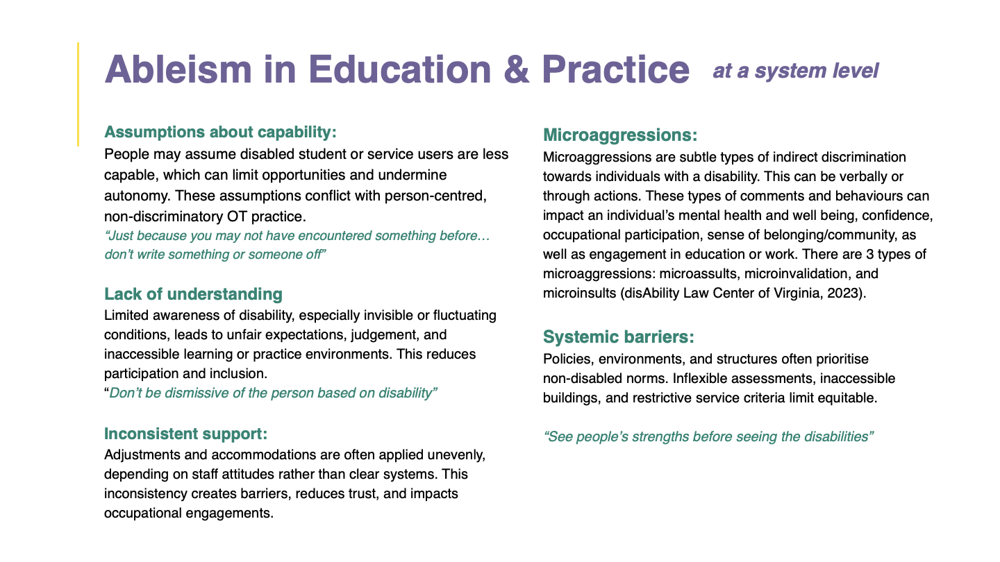 Ableism in Education & Practice at a system level
Assumptions about capability:
People may assume disabled student or service users are less
capable, which can limit opportunities and undermine
autonomy. These assumptions conflict with person-centred,
non-discriminatory OT practice.
“Just because you may not have encountered something before…
don’t write something or someone off”
Lack of understanding
Limited awareness of disability, especially invisible or fluctuating
conditions, leads to unfair expectations, judgement, and
inaccessible learning or practice environments. This reduces
participation and inclusion.
“Don’t be dismissive of the person based on disability”
Inconsistent support:
Adjustments and accommodations are often applied unevenly,
depending on staff attitudes rather than clear systems. This
inconsistency creates barriers, reduces trust, and impacts
occupational engagements.
Microaggressions:
Microaggressions are subtle types of indirect discrimination
towards individuals with a disability. This can be verbally or
through actions. These types of comments and behaviours can
impact an individual’s mental health and well being, confidence,
occupational participation, sense of belonging/community, as
well as engagement in education or work. There are 3 types of
microaggressions: microassults, microinvalidation, and
microinsults (disAbility Law Center of Virginia, 2023).
Systemic barriers:
Policies, environments, and structures often prioritise
non-disabled norms. Inflexible assessments, inaccessible
buildings, and restrictive service criteria limit equitable.
“See people’s strengths before seeing the disabilities”